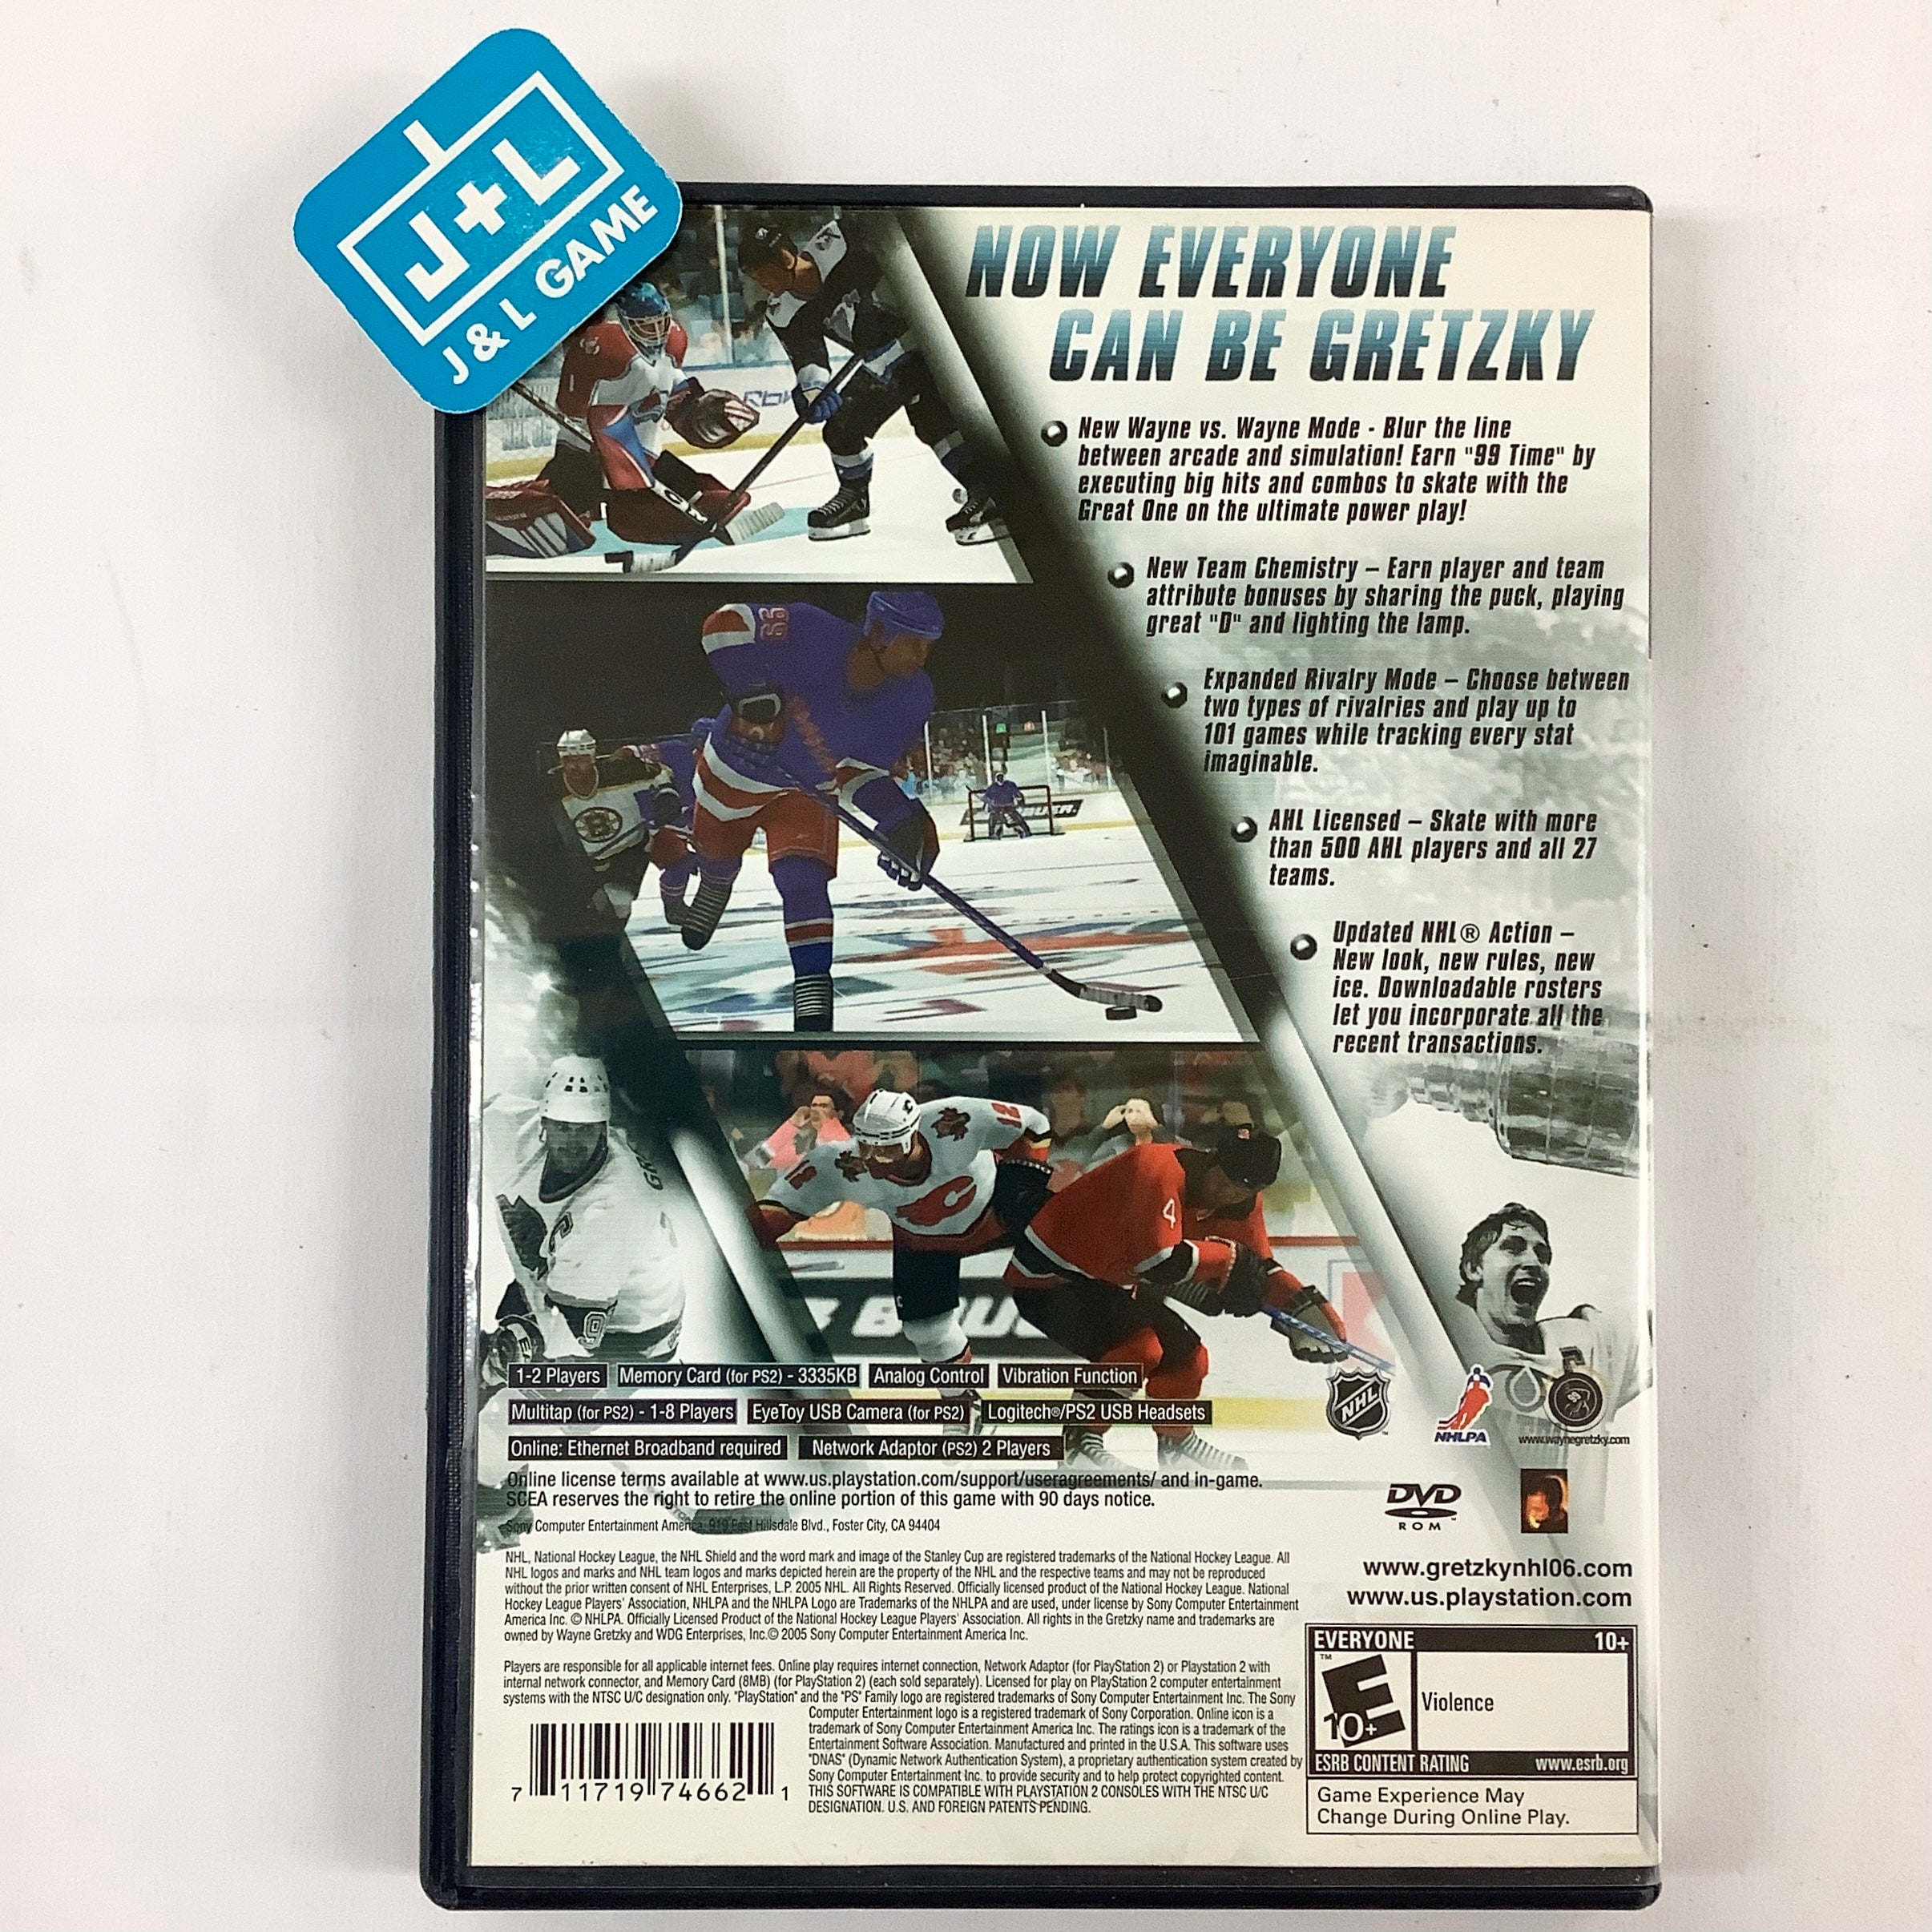 J+L
J & L GAME
NOW EVERYONE
CAN BE GRETZKY
New Wayne vs. Wayne Mode - Blur the line
between arcade and simulation! Earn "99 Time" by
executing big hits and combos to skate with the
Great One on the ultimate power play!
New Team Chemistry – Earn player and team
attribute bonuses by sharing the puck, playing
great "D" and lighting the lamp.
Expanded Rivalry Mode – Choose between
two types of rivalries and play up to
101 games while tracking every stat
imaginable.
AHL Licensed – Skate with more
than 500 AHL players and all 27
teams.
Updated NHL® Action –
New look, new rules, new
ice. Downloadable rosters
let you incorporate all the
recent transactions.
1-2 Players Memory Card (for PS2) - 3335KB Analog Control Vibration Function
Multitap (for PS2) - 1-8 Players EyeToy USB Camera (for PS2) Logitech®/PS2 USB Headsets
Online: Ethernet Broadband required Network Adaptor (PS2) 2 Players
NHL
NHLPA
www.waynegretzky.com
Online license terms available at www.us.playstation.com/support/useragreements/ and in-game.
SCEA reserves the right to retire the online portion of this game with 90 days notice.
Sony Computer Entertainment America, 919 East Hillsdale Blvd., Foster City, CA 94404
DVD
ROM
NHL, National Hockey League, the NHL Shield and the word mark and image of the Stanley Cup are registered trademarks of the National Hockey League. All
NHL logos and marks and NHL team logos and marks depicted herein are the property of the NHL and the respective teams and may not be reproduced
without the prior written consent of NHL Enterprises, L.P. 2005 NHL. All Rights Reserved. Officially licensed product of the National Hockey League. National
Hockey League Players' Association, NHLPA and the NHLPA Logo are Trademarks of the NHLPA and are used, under license by Sony Computer Entertainment
America Inc. © NHLPA. Officially Licensed Product of the National Hockey League Players' Association. All rights in the Gretzky name and trademarks are
owned by Wayne Gretzky and WDG Enterprises, Inc.© 2005 Sony Computer Entertainment America Inc.
www.gretzkynhl06.com
www.us.playstation.com
Players are responsible for all applicable internet fees. Online play requires internet connection, Network Adaptor (for PlayStation 2) or Playstation 2 with
internal network connector, and Memory Card (8MB) (for PlayStation 2) (each sold separately). Licensed for play on PlayStation 2 computer entertainment
systems with the NTSC U/C designation only. "PlayStation" and the "PS" Family logo are registered trademarks of Sony Computer Entertainment Inc. The Sony
Computer Entertainment logo is a registered trademark of Sony Corporation. Online icon is a
trademark of Sony Computer Entertainment America Inc. The ratings icon is a trademark of the
Entertainment Software Association. Manufactured and printed in the U.S.A. This software uses
"DNAS" (Dynamic Network Authentication System), a proprietary authentication system created by
Sony Computer Entertainment Inc. to provide security and to help protect copyrighted content.
THIS SOFTWARE IS COMPATIBLE WITH PLAYSTATION 2 CONSOLES WITH THE NTSC U/C
DESIGNATION. U.S. AND FOREIGN PATENTS PENDING.
7 11719 74662 1
EVERYONE 10+
E
10+
Violence
ESRB CONTENT RATING www.esrb.org
Game Experience May
Change During Online Play.